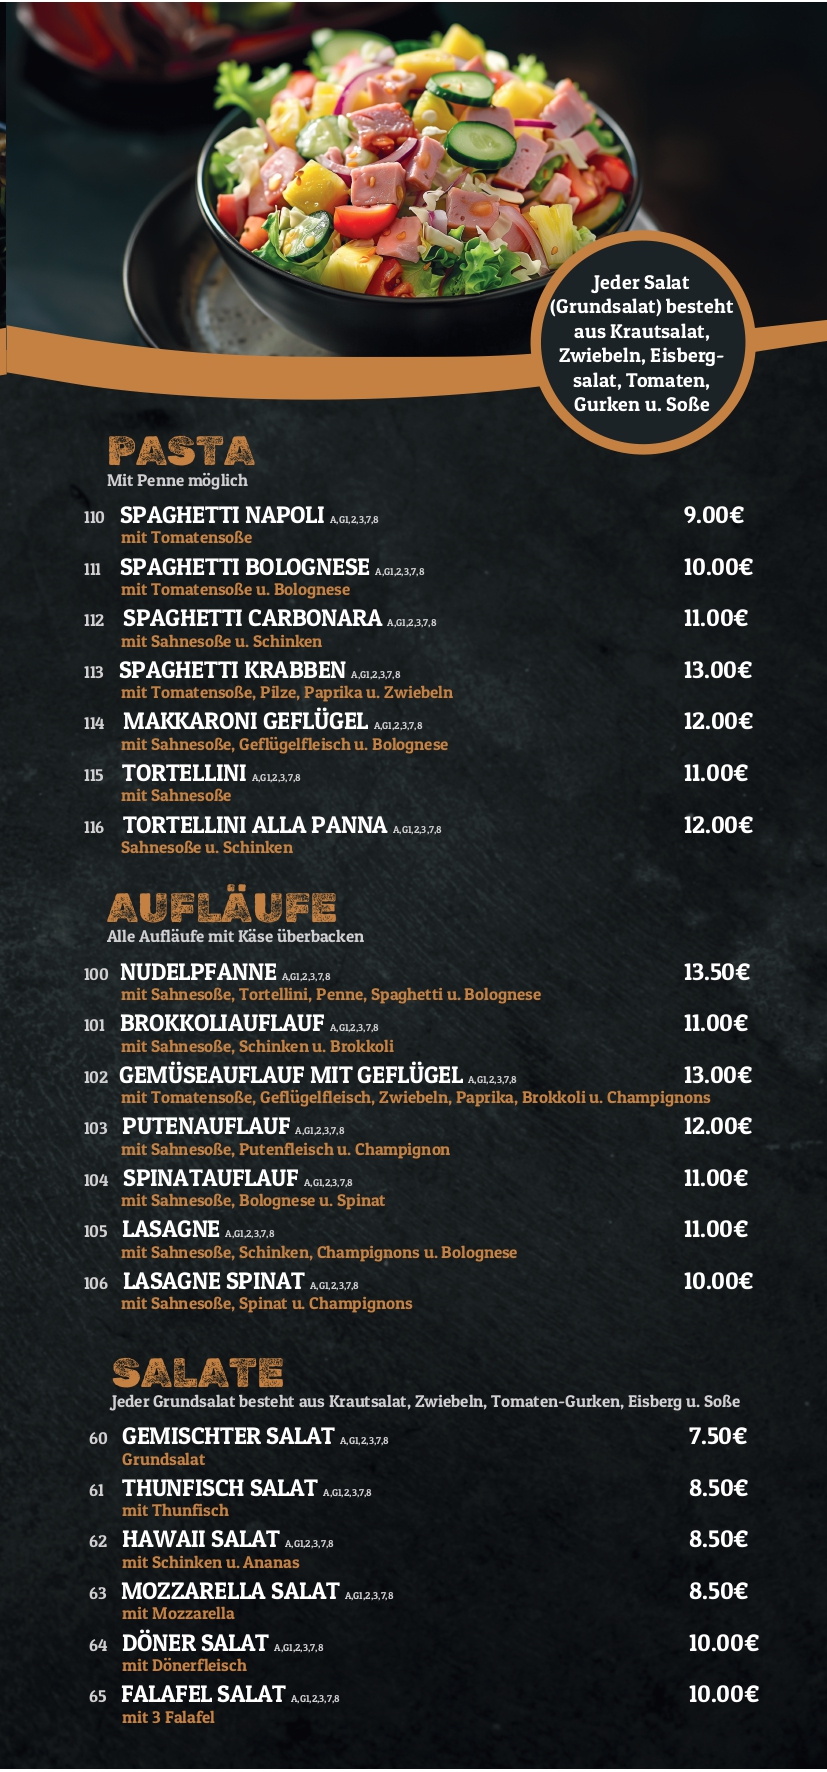 Jeder Salat
(Grundsalat) besteht
aus Krautsalat,
Zwiebeln, Eisberg-
salat, Tomaten,
Gurken u. Soße
PASTA
Mit Penne möglich
110 SPAGHETTI NAPOLI A,G1,2,3,7,8 9.00€
mit Tomatensoße
111 SPAGHETTI BOLOGNESE A,G1,2,3,7,8 10.00€
mit Tomatensoße u. Bolognese
112 SPAGHETTI CARBONARA A,G1,2,3,7,8 11.00€
mit Sahnesoße u. Schinken
113 SPAGHETTI KRABBEN A,G1,2,3,7,8 13.00€
mit Tomatensoße, Pilze, Paprika u. Zwiebeln
114 MAKKARONI GEFLÜGEL A,G1,2,3,7,8 12.00€
mit Sahnesoße, Geflügelfleisch u. Bolognese
115 TORTELLINI A,G1,2,3,7,8 11.00€
mit Sahnesoße
116 TORTELLINI ALLA PANNA A,G1,2,3,7,8 12.00€
Sahnesoße u. Schinken
AUFLÄUFE
Alle Aufläufe mit Käse überbacken
100 NUDELPFANNE A,G1,2,3,7,8 13.50€
mit Sahnesoße, Tortellini, Penne, Spaghetti u. Bolognese
101 BROKKOLIAUFLAUF A,G1,2,3,7,8 11.00€
mit Sahnesoße, Schinken u. Brokkoli
102 GEMÜSEAUFLAUF MIT GEFLÜGEL A,G1,2,3,7,8 13.00€
mit Tomatensoße, Geflügelfleisch, Zwiebeln, Paprika, Brokkoli u. Champignons
103 PUTENAUFLAUF A,G1,2,3,7,8 12.00€
mit Sahnesoße, Putenfleisch u. Champignon
104 SPINATAUFLAUF A,G1,2,3,7,8 11.00€
mit Sahnesoße, Bolognese u. Spinat
105 LASAGNE A,G1,2,3,7,8 11.00€
mit Sahnesoße, Schinken, Champignons u. Bolognese
106 LASAGNE SPINAT A,G1,2,3,7,8 10.00€
mit Sahnesoße, Spinat u. Champignons
SALATE
Jeder Grundsalat besteht aus Krautsalat, Zwiebeln, Tomaten-Gurken, Eisberg u. Soße
60 GEMISCHTER SALAT A,G1,2,3,7,8 7.50€
Grundsalat
61 THUNFISCH SALAT A,G1,2,3,7,8 8.50€
mit Thunfisch
62 HAWAII SALAT A,G1,2,3,7,8 8.50€
mit Schinken u. Ananas
63 MOZZARELLA SALAT A,G1,2,3,7,8 8.50€
mit Mozzarella
64 DÖNER SALAT A,G1,2,3,7,8 10.00€
mit Dönerfleisch
65 FALAFEL SALAT A,G1,2,3,7,8 10.00€
mit 3 Falafel